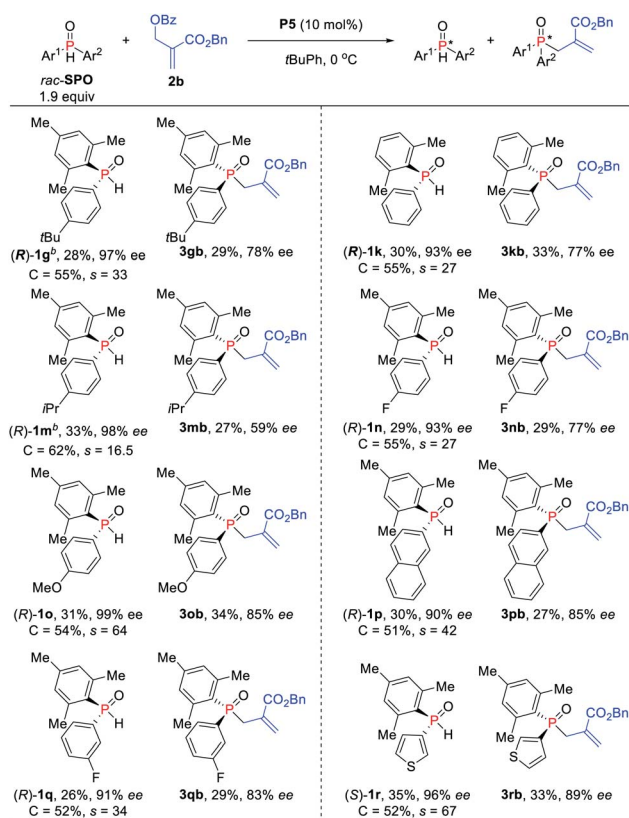 O
Ar¹ P Ar²
H
rac-SPO
1.9 equiv
+
OBz
CO₂Bn
2b
P5 (10 mol%)
tBuPh, 0 °C
O
Ar¹ P* Ar²
H
+
O
Ar¹ P* CO₂Bn
Ar²
Me Me O P H Me tBu
Me Me O CO₂Bn P Me tBu
Me O P H Me
Me O CO₂Bn P Me
(R)-1gᵇ, 28%, 97% ee
C = 55%, s = 33
3gb, 29%, 78% ee
(R)-1k, 30%, 93% ee
C = 55%, s = 27
3kb, 33%, 77% ee
Me Me O P H Me iPr
Me Me O CO₂Bn P Me iPr
Me Me O P H Me F
Me Me O CO₂Bn P Me F
(R)-1mᵇ, 33%, 98% ee
C = 62%, s = 16.5
3mb, 27%, 59% ee
(R)-1n, 29%, 93% ee
C = 55%, s = 27
3nb, 29%, 77% ee
Me Me O P H Me MeO
Me Me O CO₂Bn P Me MeO
Me Me O P H Me
Me Me O CO₂Bn P Me
(R)-1o, 31%, 99% ee
C = 54%, s = 64
3ob, 34%, 85% ee
(R)-1p, 30%, 90% ee
C = 51%, s = 42
3pb, 27%, 85% ee
Me Me O P H Me F
Me Me O CO₂Bn P Me F
Me Me O P H Me S
Me Me O CO₂Bn P Me S
(R)-1q, 26%, 91% ee
C = 52%, s = 34
3qb, 29%, 83% ee
(S)-1r, 35%, 96% ee
C = 52%, s = 67
3rb, 33%, 89% ee